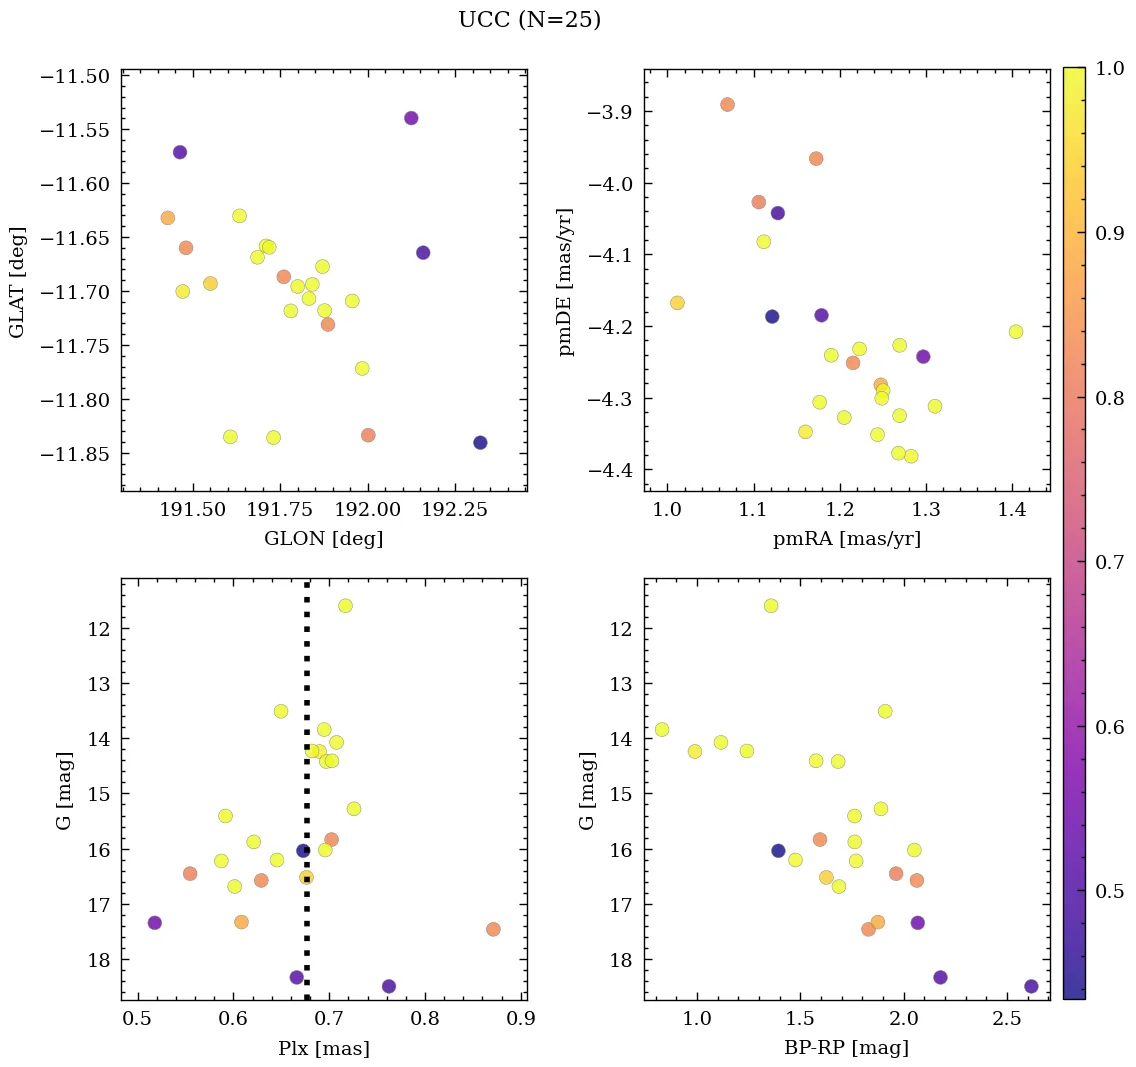 UCC (N=25)
−11.50
−11.55
−11.60
−11.65
−11.70
−11.75
−11.80
−11.85
GLAT [deg]
191.50 191.75 192.00 192.25
GLON [deg]
−3.9
−4.0
−4.1
−4.2
−4.3
−4.4
pmDE [mas/yr]
1.0 1.1 1.2 1.3 1.4
pmRA [mas/yr]
12
13
14
15
16
17
18
G [mag]
0.5 0.6 0.7 0.8 0.9
Plx [mas]
12
13
14
15
16
17
18
G [mag]
1.0 1.5 2.0 2.5
BP-RP [mag]
1.0
0.9
0.8
0.7
0.6
0.5